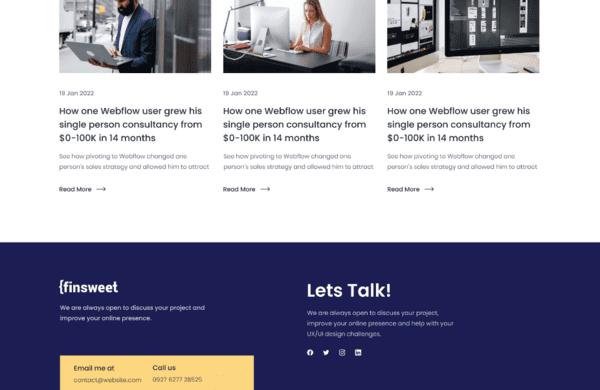 19 Jan 2022
How one Webflow user grew his
single person consultancy from
$0-100K in 14 months
See how pivoting to Webflow changed one
person's sales strategy and allowed him to attract
Read More
19 Jan 2022
How one Webflow user grew his
single person consultancy from
$0-100K in 14 months
See how pivoting to Webflow changed one
person's sales strategy and allowed him to attract
Read More
19 Jan 2022
How one Webflow user grew his
single person consultancy from
$0-100K in 14 months
See how pivoting to Webflow changed one
person's sales strategy and allowed him to attract
Read More
{finsweet
We are always open to discuss your project and
improve your online presence.
Email me at
contact@website.com
Call us
0927 6277 28525
Lets Talk!
We are always open to discuss your project,
improve your online presence and help with your
UX/UI design challenges.